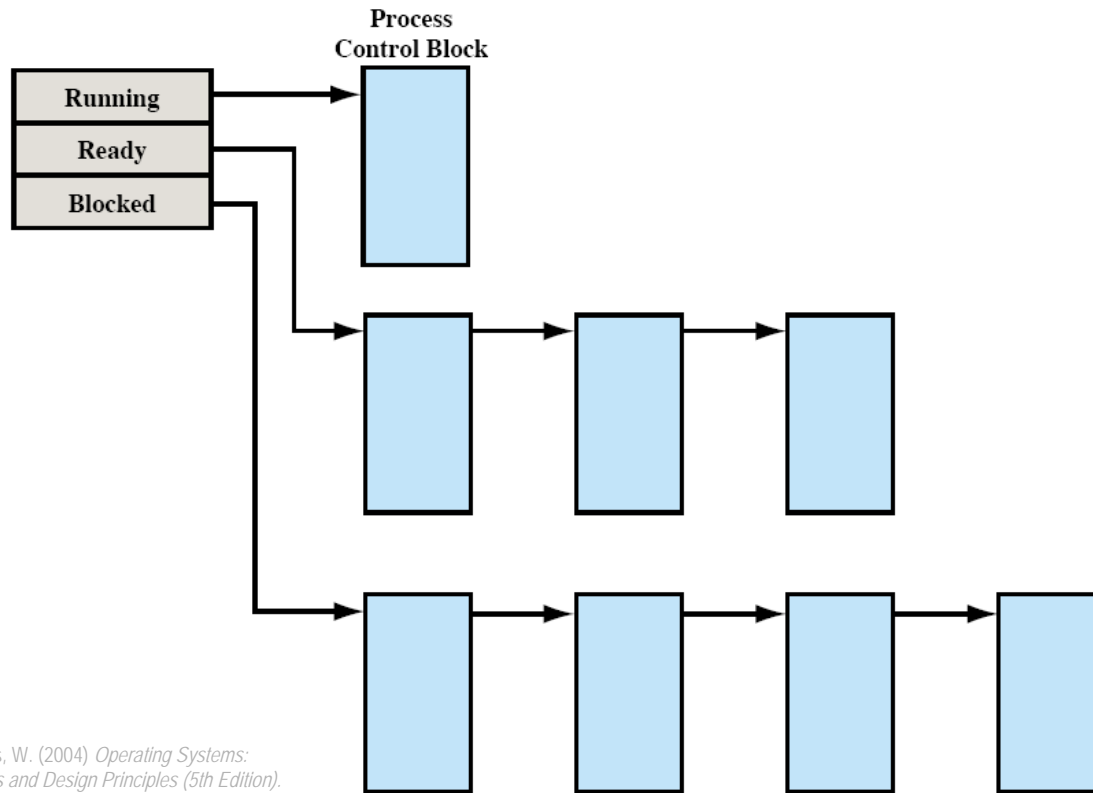 Process
Control Block
Running
Ready
Blocked
W. (2004) Operating Systems:
and Design Principles (5th Edition).